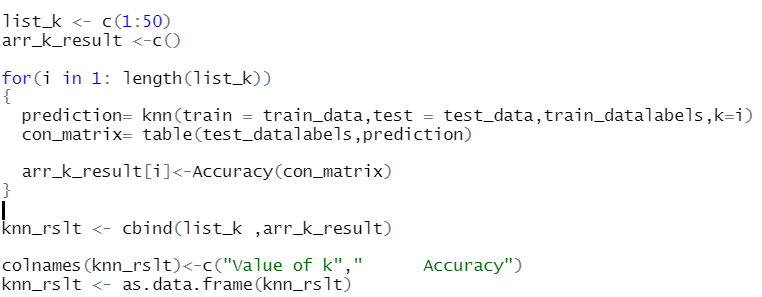 list_k <- c(1:50)
arr_k_result <-c()
for(i in 1: length(list_k))
{
  prediction= knn(train = train_data,test = test_data,train_datalabels,k=i)
  con_matrix= table(test_datalabels,prediction)
  arr_k_result[i]<-Accuracy(con_matrix)
}
knn_rslt <- cbind(list_k ,arr_k_result)
colnames(knn_rslt)<-c("Value of k","      Accuracy")
knn_rslt <- as.data.frame(knn_rslt)